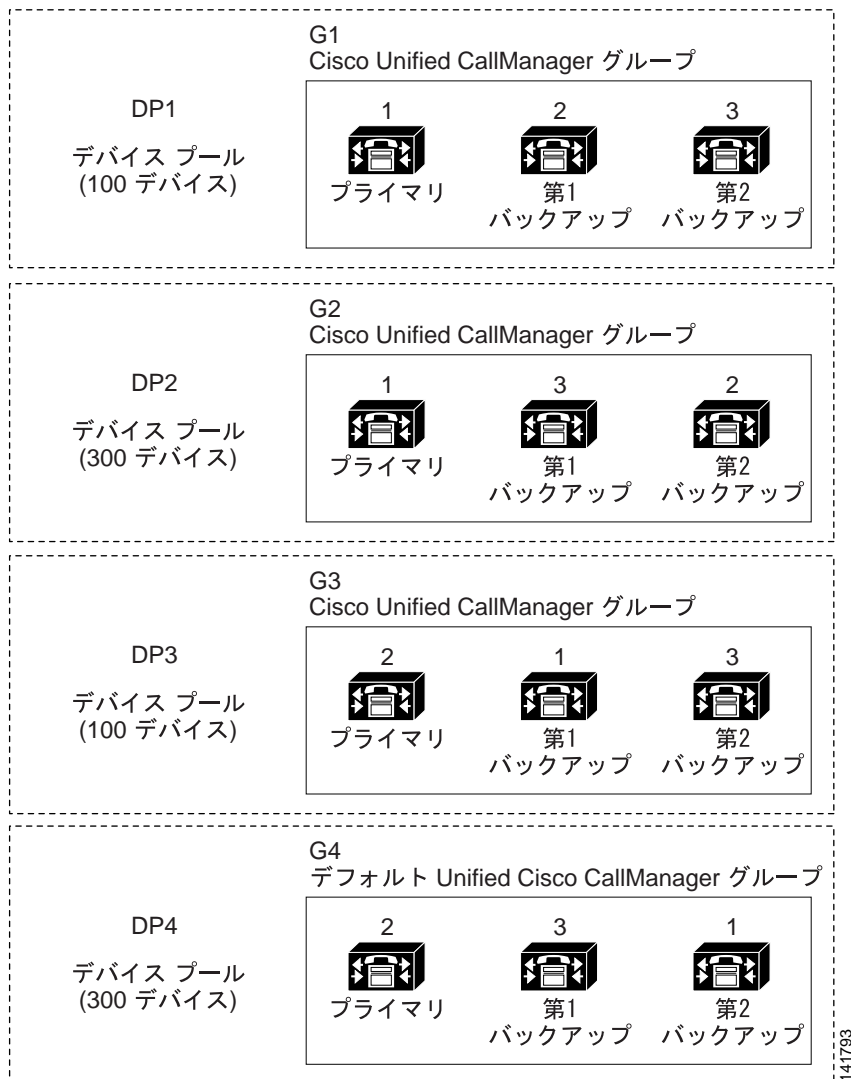 G1
Cisco Unified CallManager グループ
DP1
デバイス プール
(100 デバイス)
1 2 3
プライマリ 第1 第2
バックアップ バックアップ
G2
Cisco Unified CallManager グループ
DP2
デバイス プール
(300 デバイス)
1 3 2
プライマリ 第1 第2
バックアップ バックアップ
G3
Cisco Unified CallManager グループ
DP3
デバイス プール
(100 デバイス)
2 1 3
プライマリ 第1 第2
バックアップ バックアップ
G4
デフォルト Unified Cisco CallManager グループ
DP4
デバイス プール
(300 デバイス)
2 3 1
プライマリ 第1 第2
バックアップ バックアップ
141793